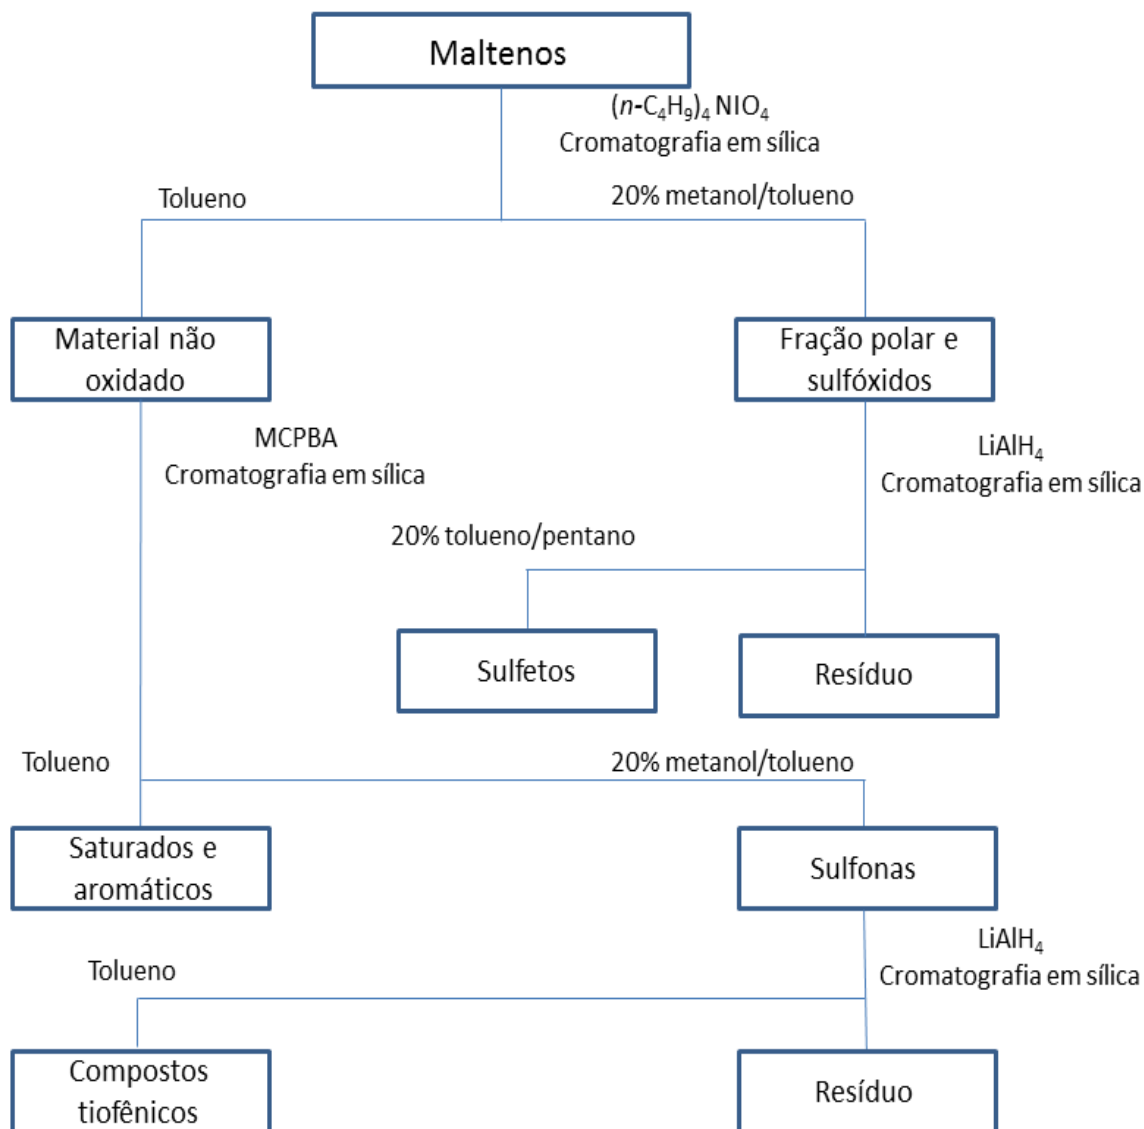 Maltenos
(n-C₄H₉)₄ NIO₄
Cromatografia em sílica
Tolueno
20% metanol/tolueno
Material não
oxidado
Fração polar e
sulfóxidos
MCPBA
Cromatografia em sílica
LiAlH₄
Cromatografia em sílica
20% tolueno/pentano
Sulfetos
Resíduo
Tolueno
20% metanol/tolueno
Saturados e
aromáticos
Sulfonas
LiAlH₄
Cromatografia em sílica
Tolueno
Compostos
tiofênicos
Resíduo